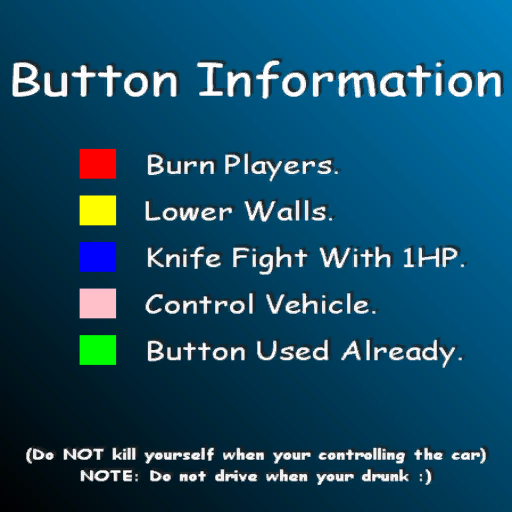 Button Information
Burn Players.
Lower Walls.
Knife Fight With 1HP.
Control Vehicle.
Button Used Already.
(Do NOT kill yourself when your controlling the car)
NOTE: Do not drive when your drunk :)